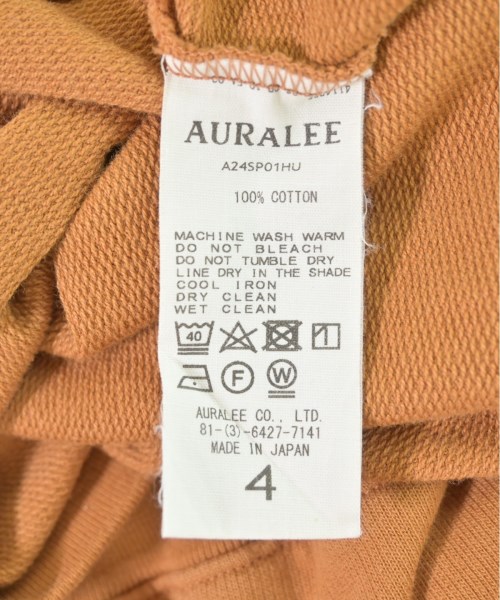 AURALEE
A24SP01HU
100% COTTON
MACHINE WASH WARM
DO NOT BLEACH
DO NOT TUMBLE DRY
LINE DRY IN THE SHADE
COOL IRON
DRY CLEAN
WET CLEAN
40
F W
AURALEE CO., LTD.
81-(3)-6427-7141
MADE IN JAPAN
4